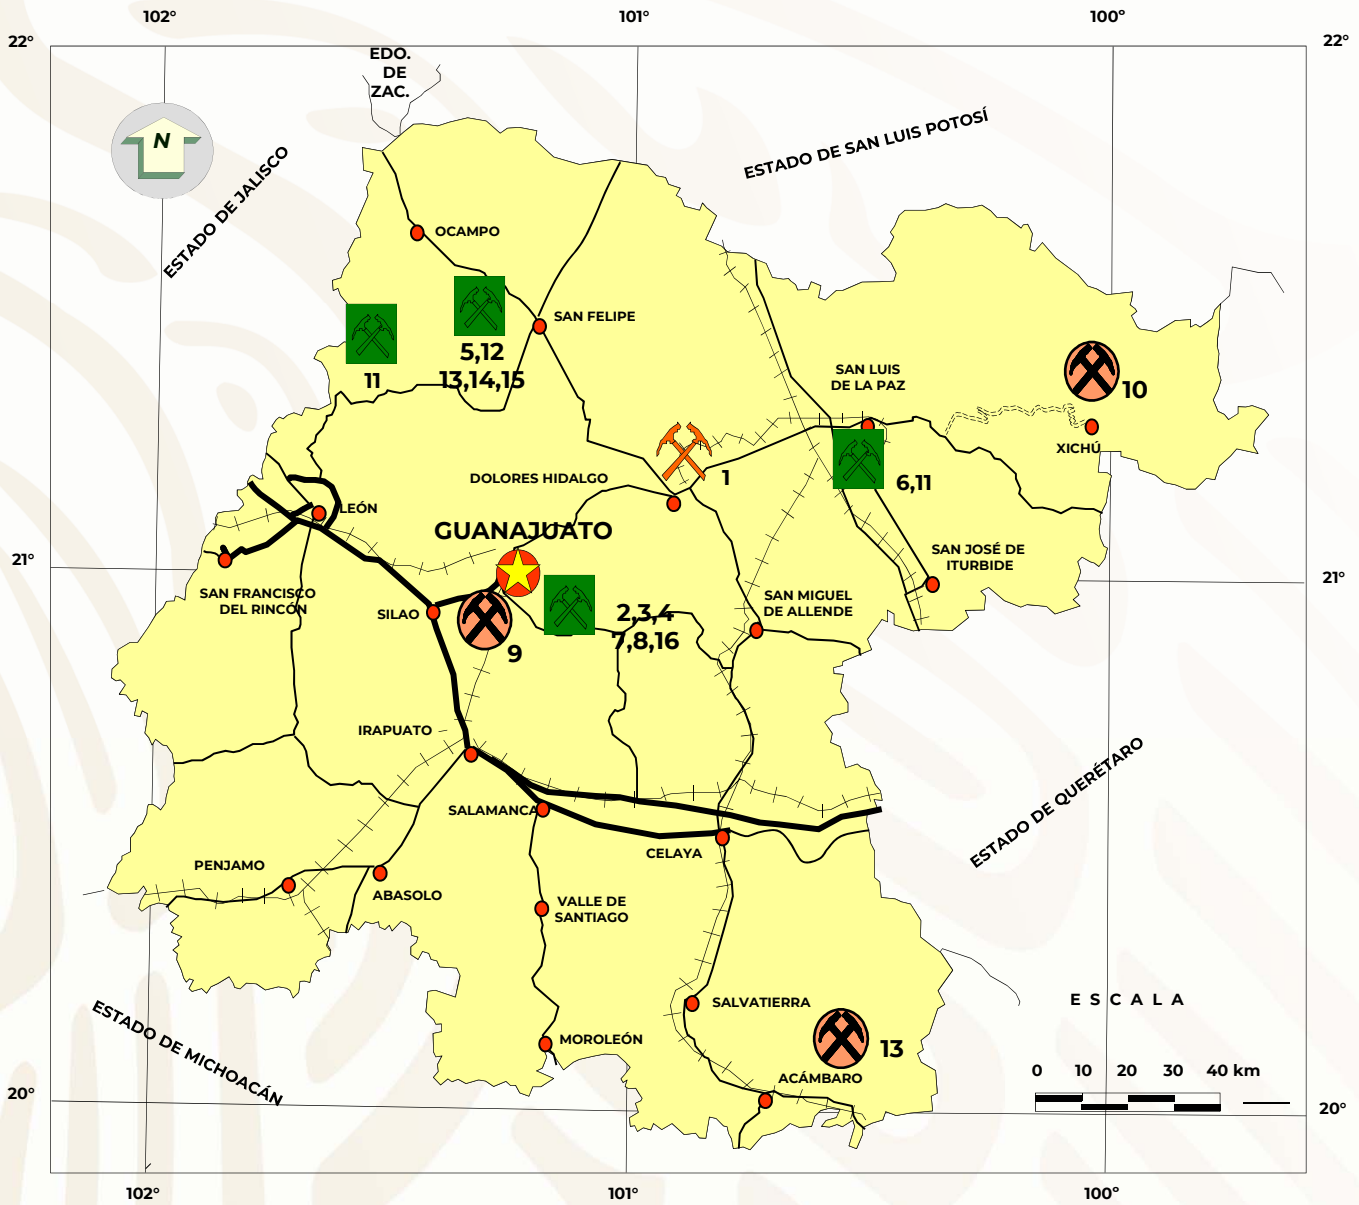 102°
101°
100°
22°
22°
EDO.
DE
ZAC.
N
ESTADO DE JALISCO
ESTADO DE SAN LUIS POTOSÍ
OCAMPO
SAN FELIPE
5,12
13,14,15
11
SAN LUIS
DE LA PAZ
10
XICHÚ
DOLORES HIDALGO
1
6,11
LEÓN
GUANAJUATO
21°
21°
SAN JOSÉ DE
ITURBIDE
SAN FRANCISCO
DEL RINCÓN
SILAO
SAN MIGUEL
DE ALLENDE
2,3,4
7,8,16
9
IRAPUATO
ESTADO DE QUERÉTARO
SALAMANCA
CELAYA
PENJAMO
ABASOLO
VALLE DE
SANTIAGO
SALVATIERRA
ESCALA
ESTADO DE MICHOACÁN
MOROLEÓN
13
ACÁMBARO
0 10 20 30 40 km
20°
20°
102°
101°
100°